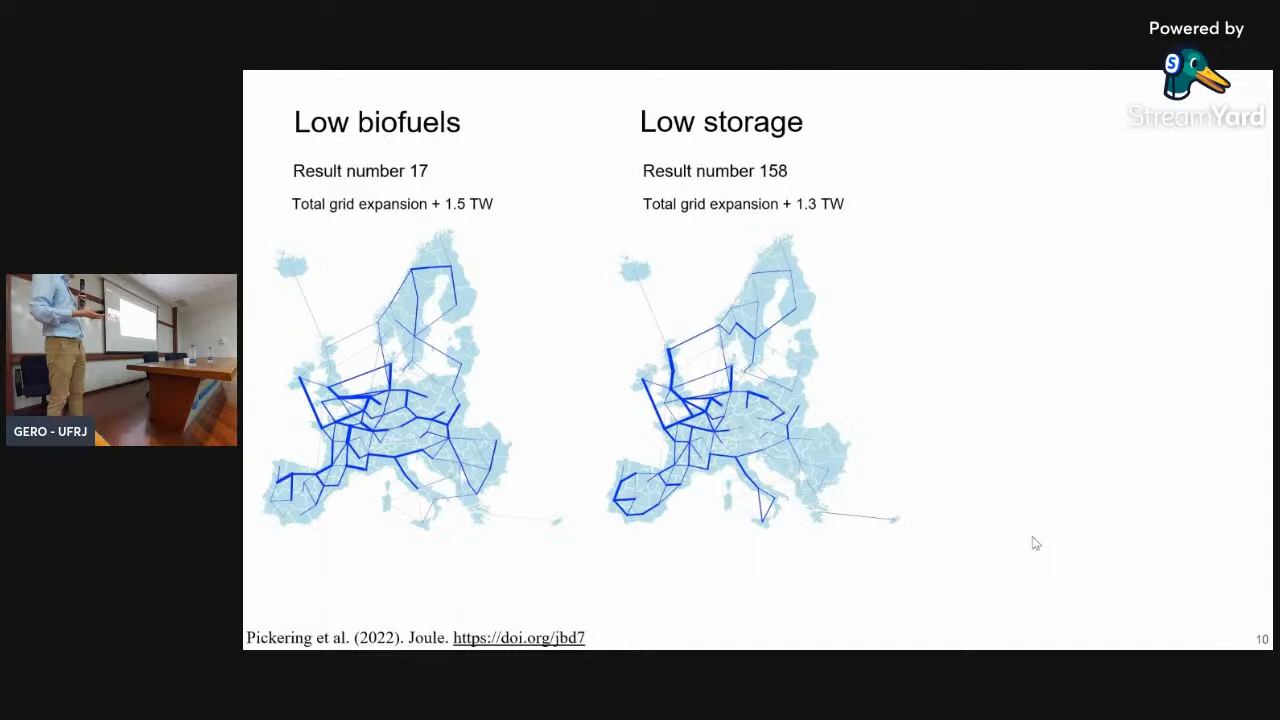 Powered by
S
StreamYard
Low biofuels
Result number 17
Total grid expansion + 1.5 TW
Low storage
Result number 158
Total grid expansion + 1.3 TW
GERO - UFRJ
Pickering et al. (2022). Joule. https://doi.org/jbd7
10